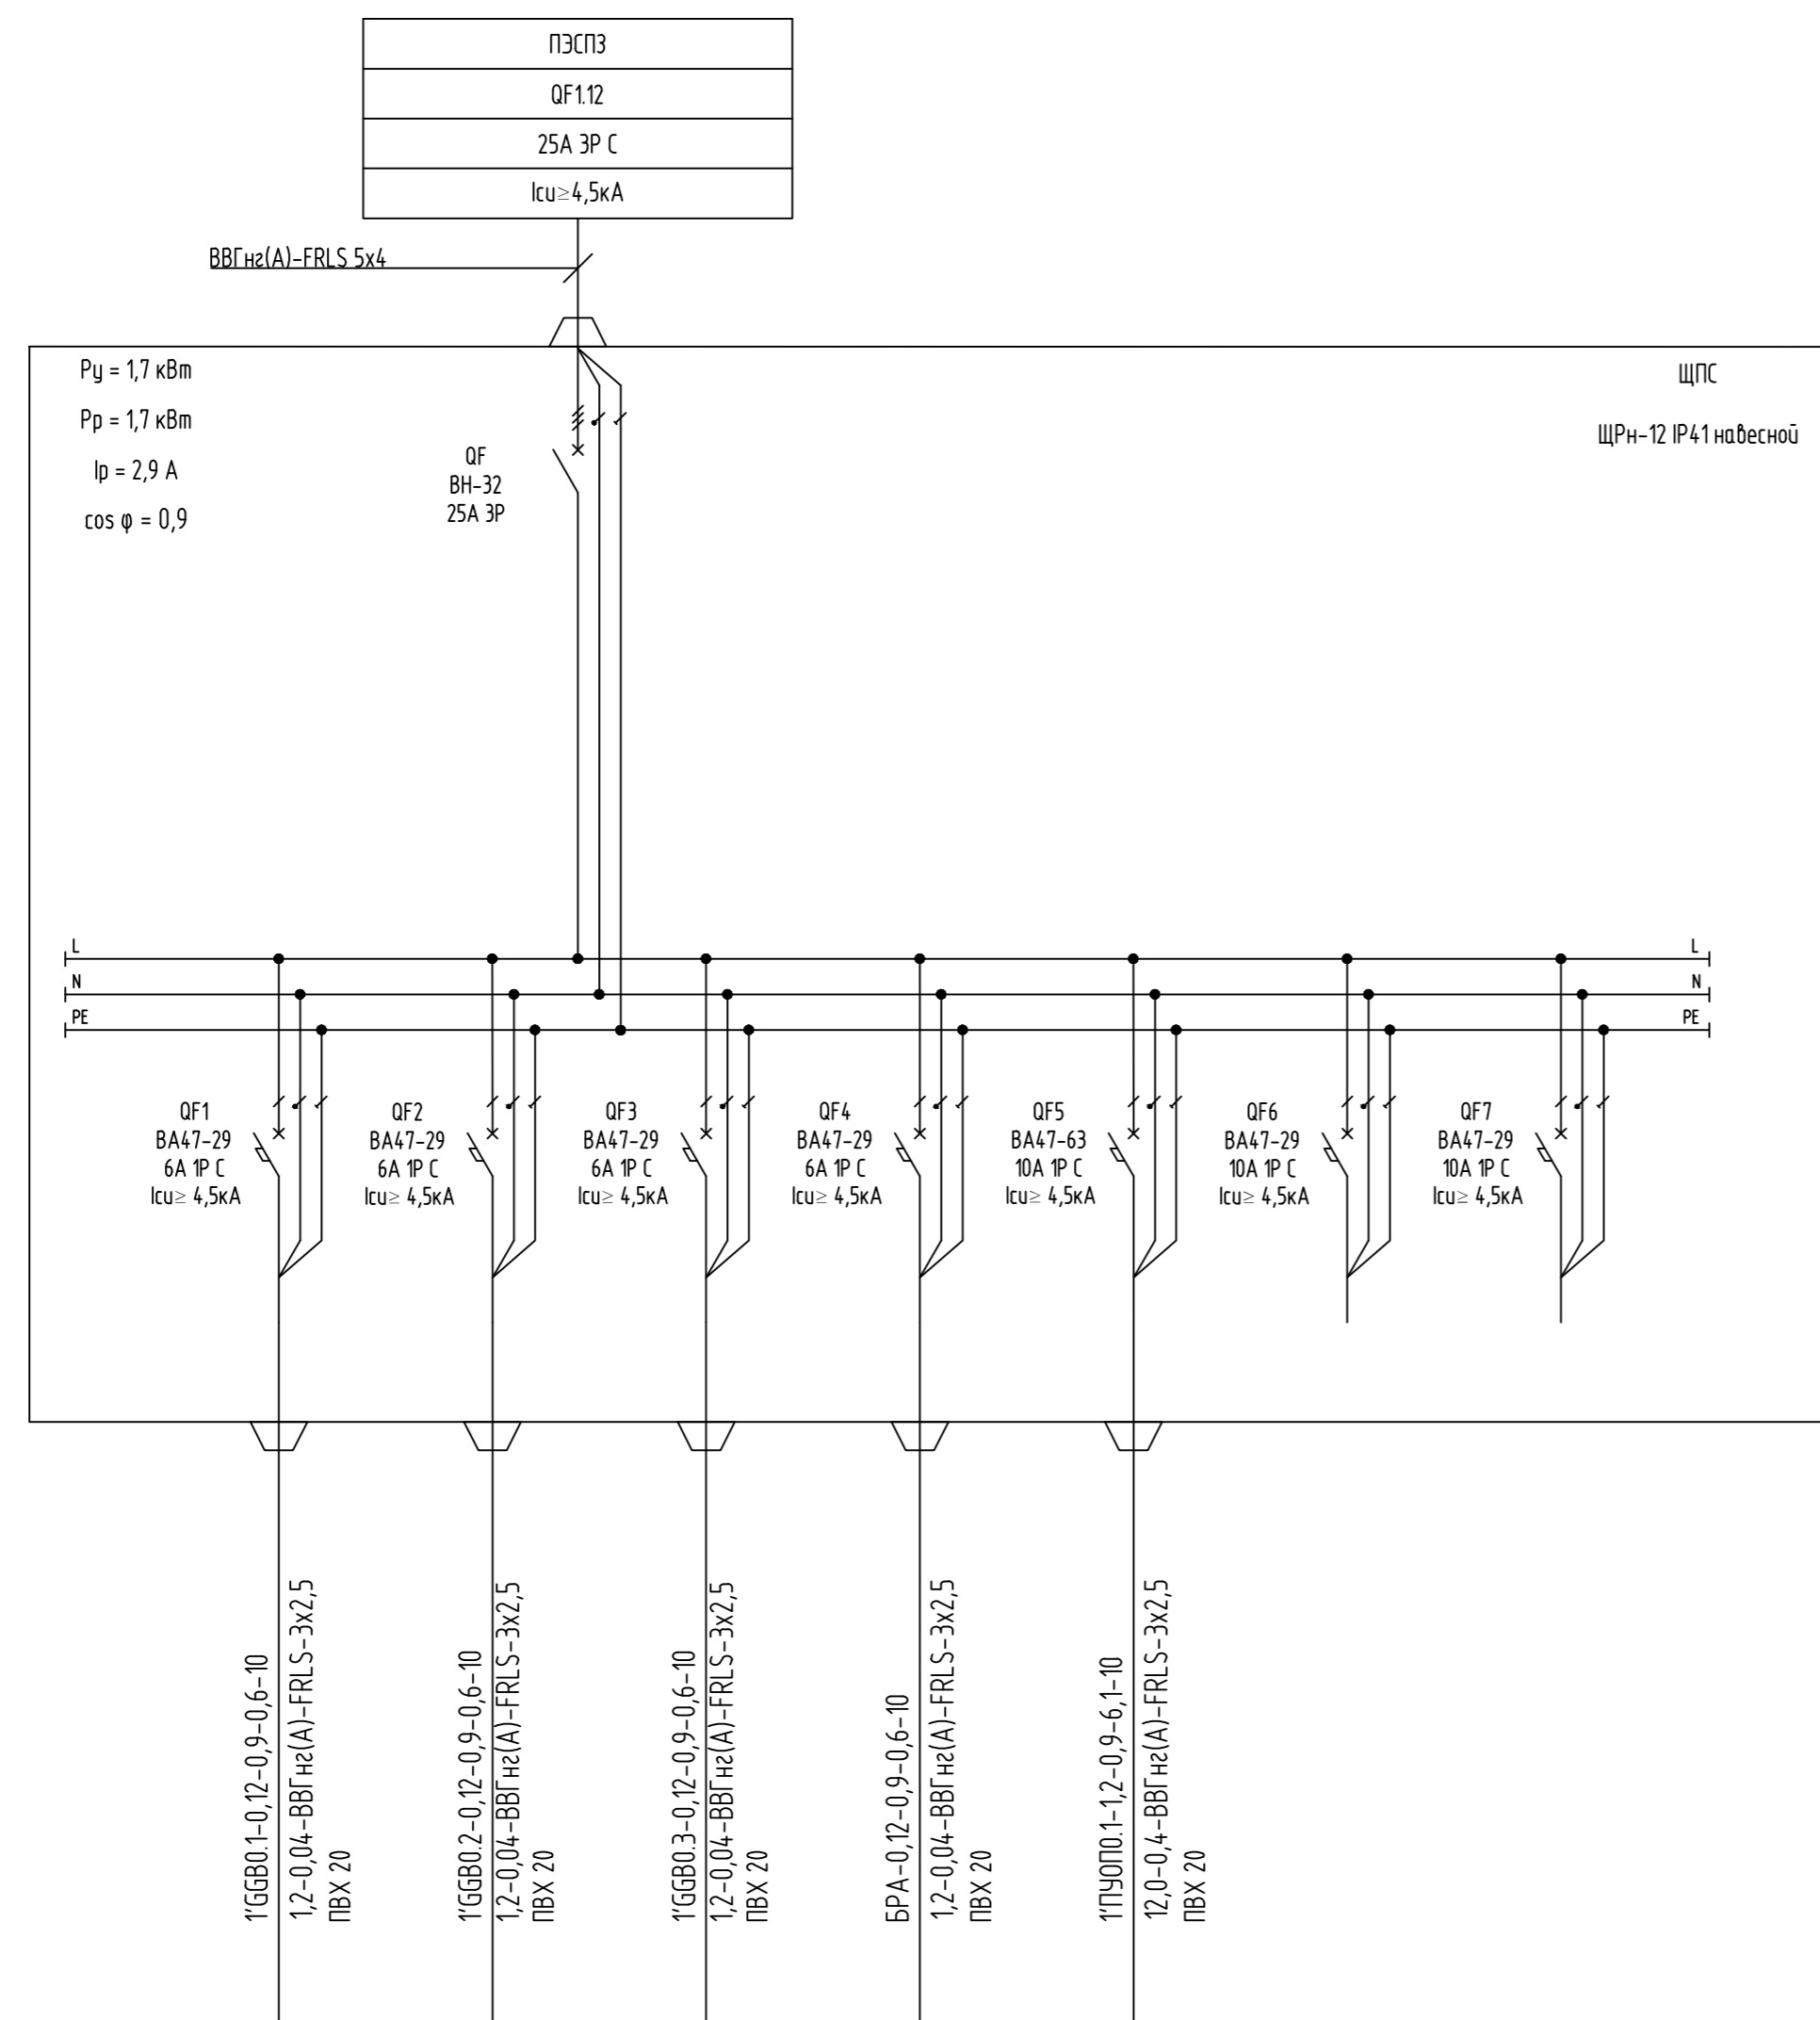 ПЭСПЗ
QF1.12
25А 3Р С
Icu≥4,5кА
ВВГнг(А)-FRLS 5х4
Ру = 1,7 кВт
Рр = 1,7 кВт
Iр = 2,9 А
cos φ = 0,9
ЩПС
ЩРн-12 IP41 навесной
QF
ВН-32
25А 3Р
L
L
N
N
PE
PE
QF1
ВА47-29
6А 1Р С
Icu≥ 4,5кА
QF2
ВА47-29
6А 1Р С
Icu≥ 4,5кА
QF3
ВА47-29
6А 1Р С
Icu≥ 4,5кА
QF4
ВА47-29
6А 1Р С
Icu≥ 4,5кА
QF5
ВА47-63
10А 1Р С
Icu≥ 4,5кА
QF6
ВА47-29
10А 1Р С
Icu≥ 4,5кА
QF7
ВА47-29
10А 1Р С
Icu≥ 4,5кА
1'GGB0.1-0,12-0,9-0,6-10
1,2-0,04-ВВГнг(А)-FRLS-3х2,5
ПВХ 20
1'GGB0.2-0,12-0,9-0,6-10
1,2-0,04-ВВГнг(А)-FRLS-3х2,5
ПВХ 20
1'GGB0.3-0,12-0,9-0,6-10
1,2-0,04-ВВГнг(А)-FRLS-3х2,5
ПВХ 20
БРА-0,12-0,9-0,6-10
1,2-0,04-ВВГнг(А)-FRLS-3х2,5
ПВХ 20
1'ПУОП0.1-1,2-0,9-6,1-10
12,0-0,4-ВВГнг(А)-FRLS-3х2,5
ПВХ 20